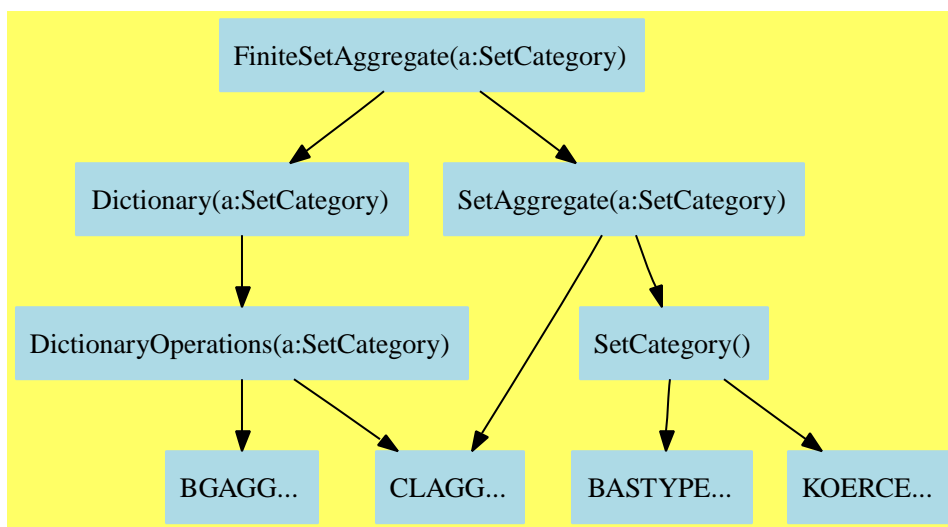 FiniteSetAggregate(a:SetCategory)
Dictionary(a:SetCategory)
SetAggregate(a:SetCategory)
DictionaryOperations(a:SetCategory)
SetCategory()
BGAGG...
CLAGG...
BASTYPE...
KOERCE...